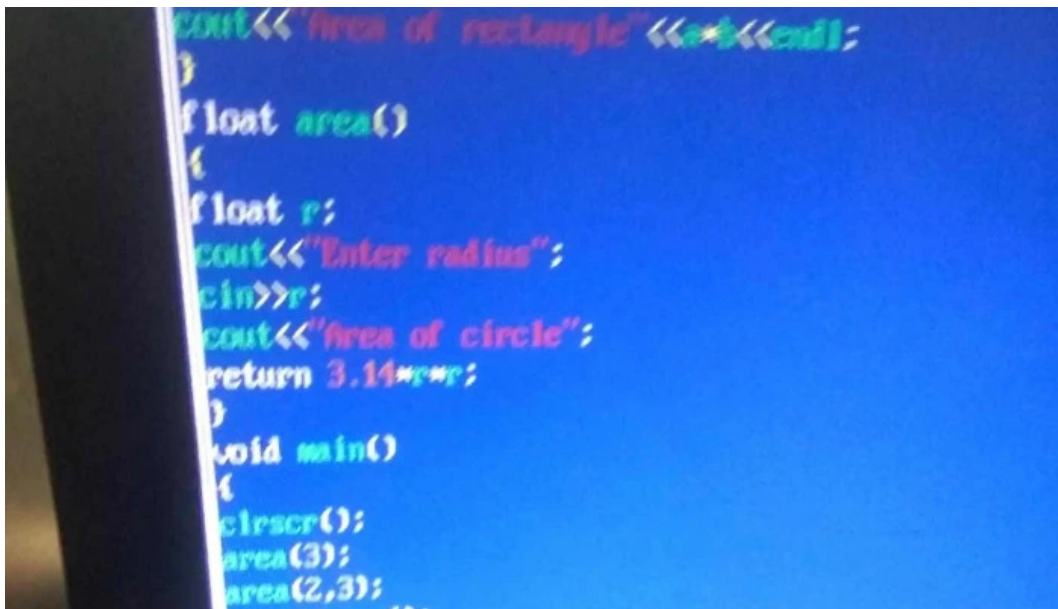 cout<<"Area of rectangle"<<a*b<<endl;
}
float area()
{
float r;
cout<<"Enter radius";
cin>>r;
cout<<"Area of circle";
return 3.14*r*r;
}
void main()
{
clrscr();
area(3);
area(2,3);